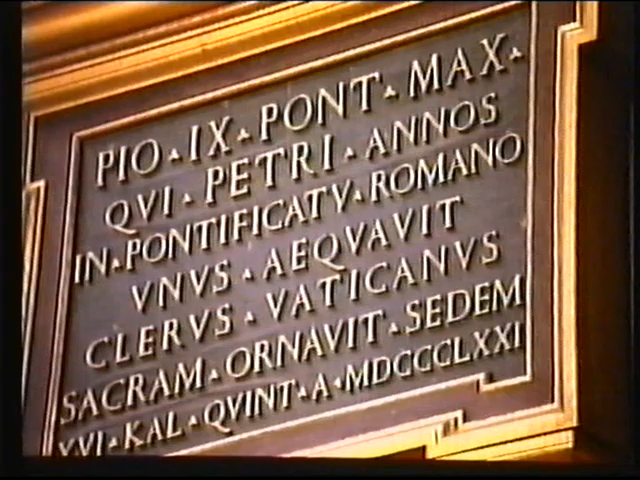 PIO · IX · PONT · MAX ·
QVI · PETRI · ANNOS
IN · PONTIFICATV · ROMANO
VNVS · AEQVAVIT
CLERVS · VATICANVS
SACRAM · ORNAVIT · SEDEM
XVI · KAL · QVINT · A · MDCCCLXXI